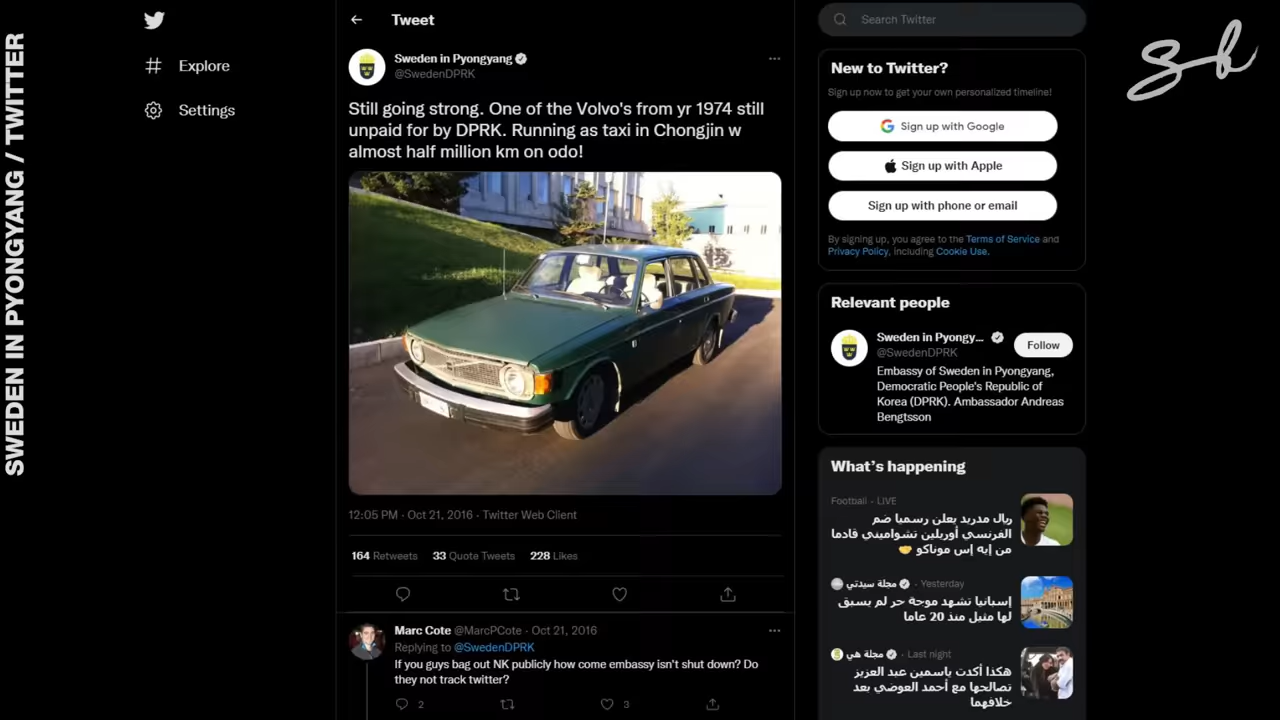 SWEDEN IN PYONGYANG / TWITTER
Explore
Settings
Tweet
Sweden in Pyongyang
@SwedenDPRK
Still going strong. One of the Volvo's from yr 1974 still
unpaid for by DPRK. Running as taxi in Chongjin w
almost half million km on odo!
12:05 PM · Oct 21, 2016 · Twitter Web Client
164 Retweets 33 Quote Tweets 228 Likes
Marc Cote @MarcPCote · Oct 21, 2016
Replying to @SwedenDPRK
If you guys bag out NK publicly how come embassy isn't shut down? Do
they not track twitter?
2 3
Search Twitter
New to Twitter?
Sign up now to get your own personalized timeline!
Sign up with Google
Sign up with Apple
Sign up with phone or email
By signing up, you agree to the Terms of Service and
Privacy Policy, including Cookie Use.
Relevant people
Sweden in Pyongy...
@SwedenDPRK
Follow
Embassy of Sweden in Pyongyang,
Democratic People's Republic of
Korea (DPRK). Ambassador Andreas
Bengtsson
What's happening
Football · LIVE
ريال مدريد يعلن رسميا ضم
الفرنسي أوريلين تشواميني قادما
من إيه إس موناكو 🤝
مجلة سيدتي · Yesterday
إسبانيا تشهد موجة حر لم يسبق
لها مثيل منذ 20 عاما
مجلة هي · Last night
هكذا أكدت ياسمين عبد العزيز
تصالحها مع أحمد العوضي بعد
خلافهما